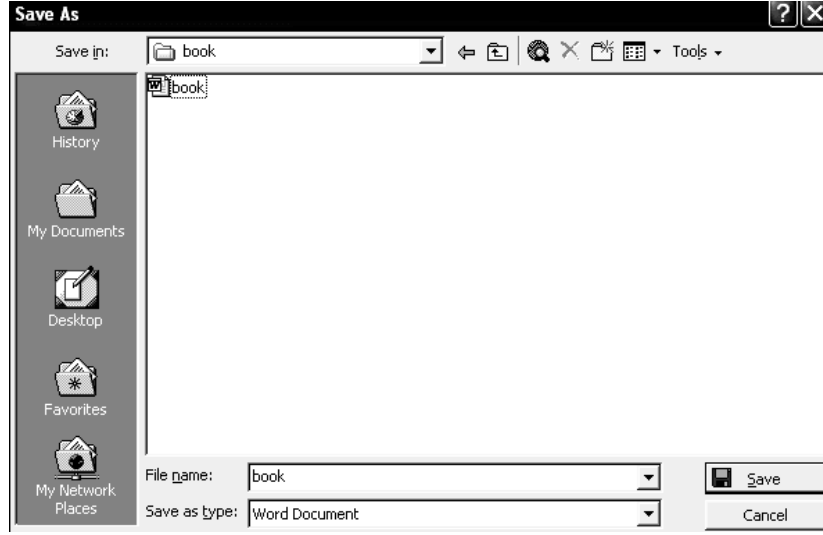 Save As
Save in:
book
Tools
book
History
My Documents
Desktop
Favorites
My Network
Places
File name:
book
Save
Save as type:
Word Document
Cancel